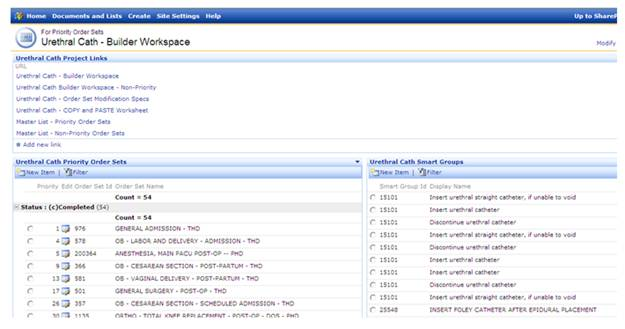 Home Documents and Lists Create Site Settings Help Up to ShareP
For Priority Order Sets
Urethral Cath - Builder Workspace
Modify
Urethral Cath Project Links
URL
Urethral Cath - Builder Workspace
Urethral Cath Builder Workspace - Non-Priority
Urethral Cath - Order Set Modification Specs
Urethral Cath - COPY and PASTE Worksheet
Master List - Priority Order Sets
Master List - Non-Priority Order Sets
Add new link
Urethral Cath Priority Order Sets
New Item | Filter
Priority Edit Order Set Id Order Set Name
Count = 54
Status : (c)Completed (54)
Count = 54
1 976 GENERAL ADMISSION - THO
4 578 OB - LABOR AND DELIVERY - ADMISSION - THO
5 200364 ANESTHESIA, MAIN PACU POST-OP -- PHD
9 366 OB - CESAREAN SECTION - POST-PARTUM - THO
13 581 OB - VAGINAL DELIVERY - POST-PARTUM - THO
17 501 GENERAL SURGERY - POST-OP - THO
26 357 OB - CESAREAN SECTION - SCHEDULED ADMISSION - THO
30 1135 ORTHO - TOTAL KNEE REPLACEMENT - POST-OP - DOS - PHO
Urethral Cath Smart Groups
New Item | Filter
Smart Group Id Display Name
15101 Insert urethral straight catheter, if unable to void
15101 Insert urethral catheter
15101 Discontinue urethral catheter
15101 Insert urethral straight catheter, if unable to void
15101 Discontinue urethral catheter
15101 Insert urethral catheter
15101 Insert urethral catheter
15101 Discontinue urethral catheter
15101 Insert urethral straight catheter, if unable to void
25548 INSERT FOLEY CATHETER AFTER EPIDURAL PLACEMENT